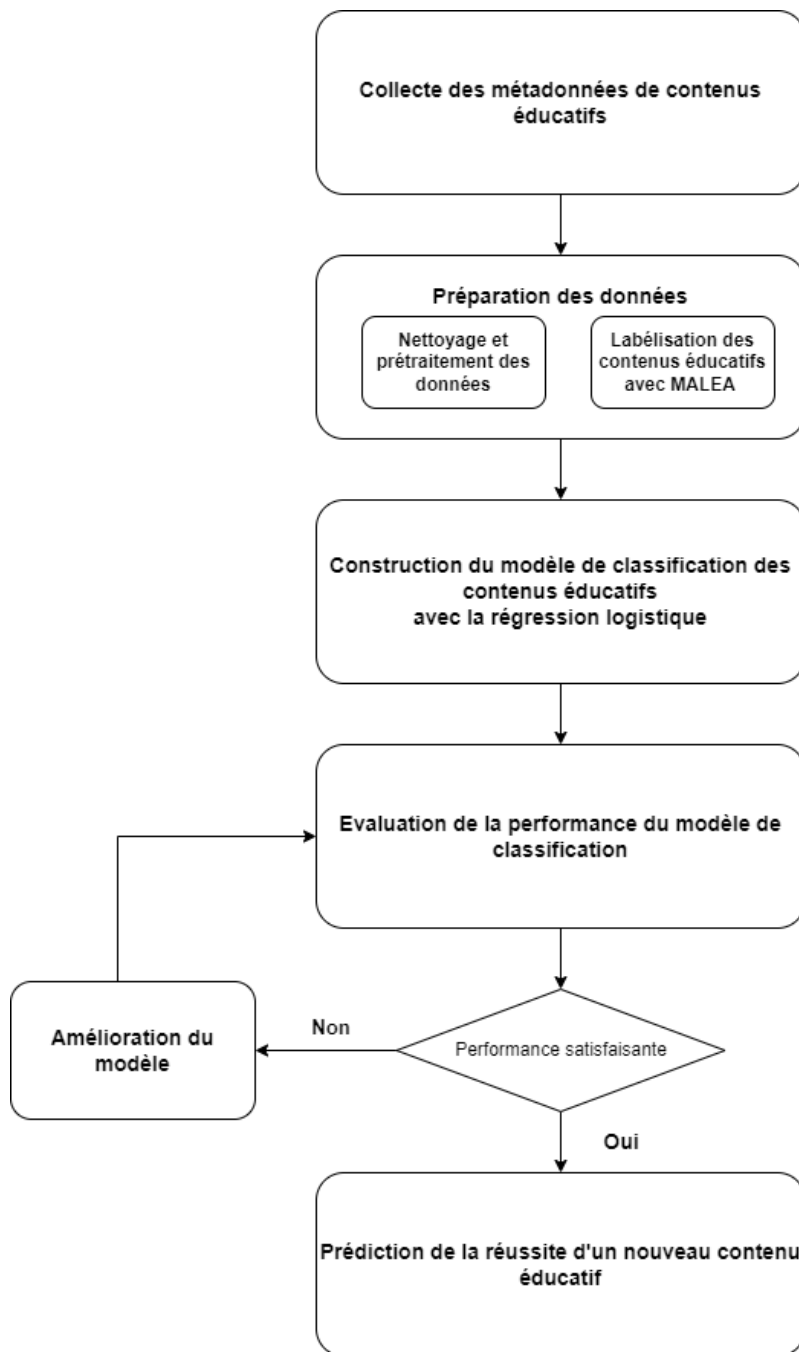 Collecte des métadonnées de contenus
éducatifs
Préparation des données
Nettoyage et
prétraitement des
données
Labélisation des
contenus éducatifs
avec MALEA
Construction du modèle de classification des
contenus éducatifs
avec la régression logistique
Evaluation de la performance du modèle de
classification
Amélioration du
modèle
Non
Performance satisfaisante
Oui
Prédiction de la réussite d'un nouveau contenu
éducatif